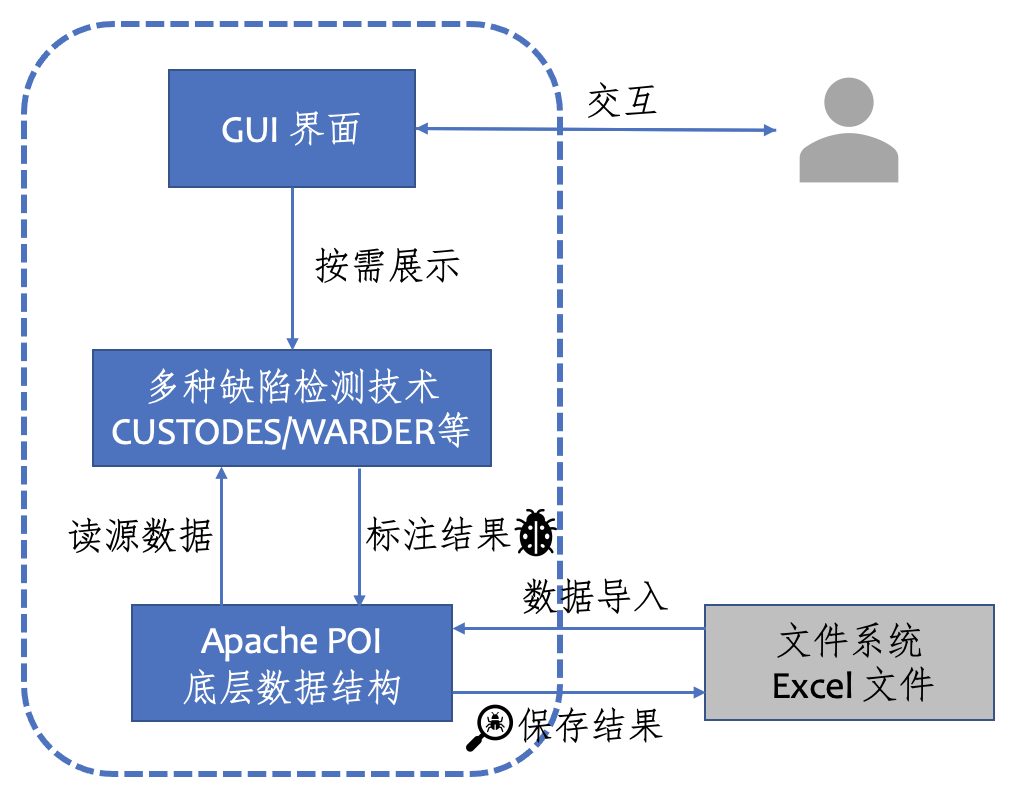 GUI 界面
交互
按需展示
多种缺陷检测技术
CUSTODES/WARDER等
读源数据
标注结果
数据导入
Apache POI
底层数据结构
文件系统
Excel 文件
保存结果